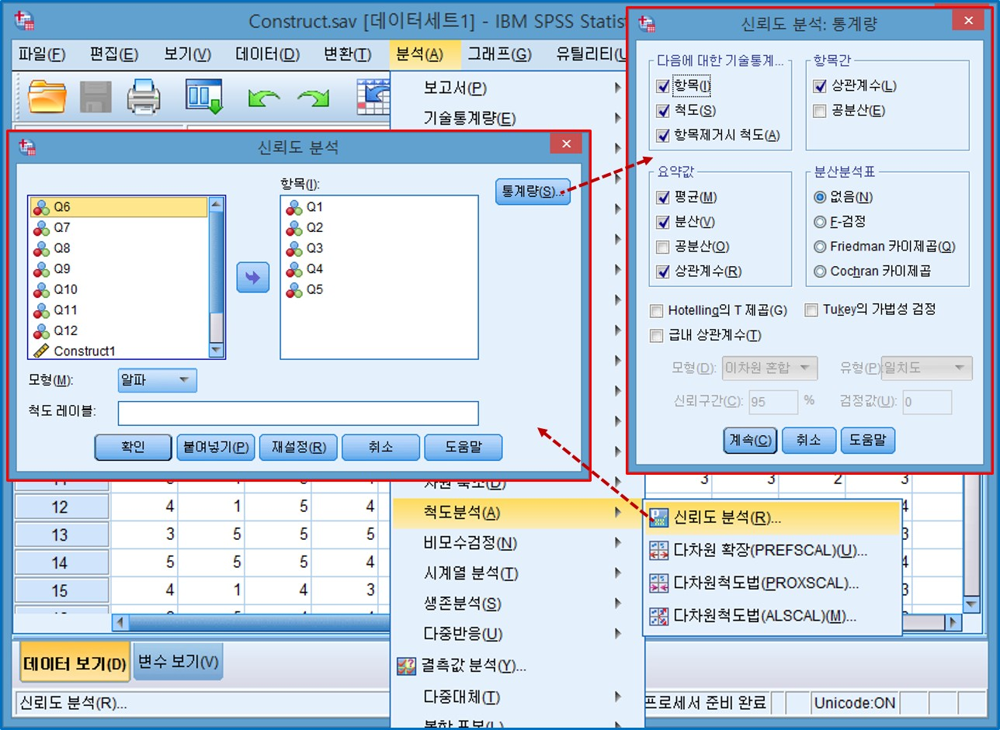 Construct.sav [데이터세트1] - IBM SPSS Statist
파일(F) 편집(E) 보기(V) 데이터(D) 변환(T) 분석(A) 그래프(G) 유틸리티(U
보고서(P)
기술통계량(E)
신뢰도 분석
항목(I):
통계량(S)...
Q6
Q7
Q8
Q9
Q10
Q11
Q12
Construct1
Q1
Q2
Q3
Q4
Q5
모형(M): 알파
척도 레이블:
확인 붙여넣기(P) 재설정(R) 취소 도움말
신뢰도 분석: 통계량
다음에 대한 기술통계...
항목(I)
척도(S)
항목제거시 척도(A)
항목간
상관계수(L)
공분산(E)
요약값
평균(M)
분산(V)
공분산(O)
상관계수(R)
분산분석표
없음(N)
F-검정
Friedman 카이제곱(Q)
Cochran 카이제곱
Hotelling의 T 제곱(G) Tukey의 가법성 검정
급내 상관계수(T)
모형(D): 이차원 혼합 유형(P) 일치도
신뢰구간(C): 95 % 검정값(U): 0
계속(C) 취소 도움말
3 3 2 3
12 4 1 5 4 4
13 3 5 5 5 3
14 5 5 5 4
15 4 1 4 3 3
차원 축소(D)
척도분석(A)
비모수검정(N)
시계열 분석(T)
생존분석(S)
다중반응(U)
결측값 분석(Y)...
다중대체(T)
복합 표본(L)
신뢰도 분석(R)...
다차원 확장(PREFSCAL)(U)...
다차원척도법(PROXSCAL)...
다차원척도법(ALSCAL)(M)...
데이터 보기(D) 변수 보기(V)
신뢰도 분석(R)...
프로세서 준비 완료 Unicode:ON